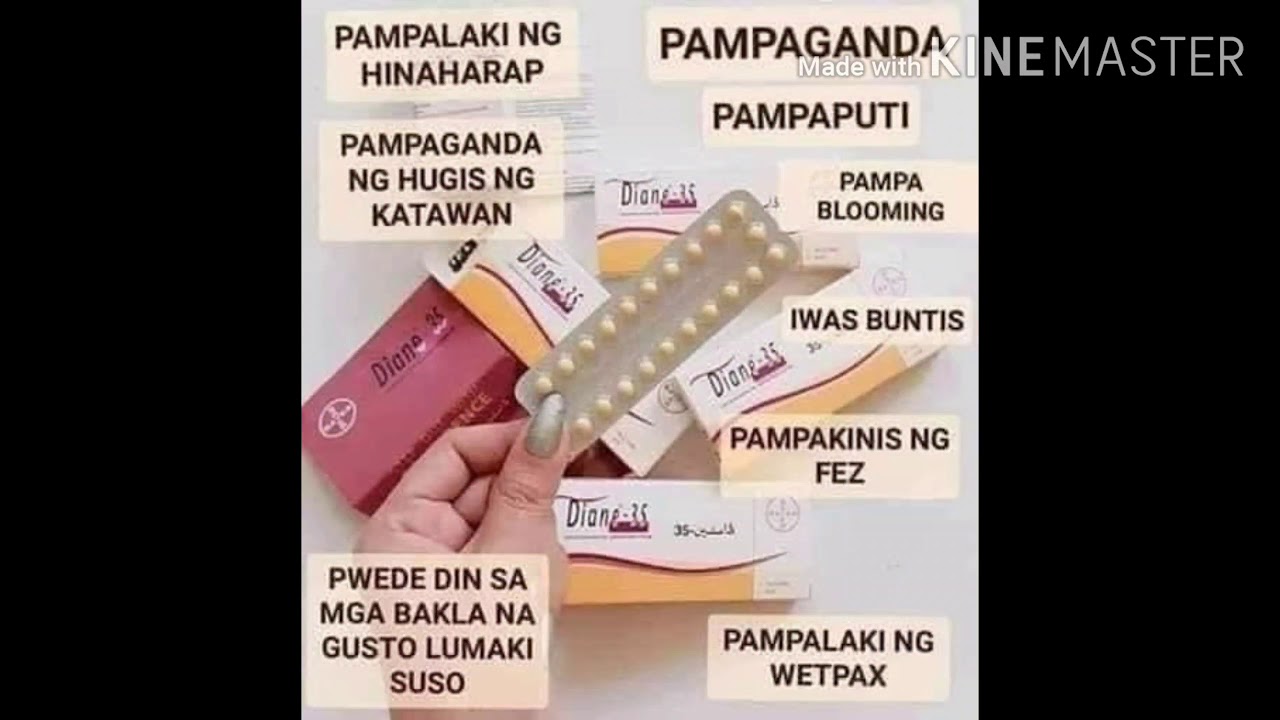 PAMPALAKI NG
HINAHARAP
PAMPAGANDA
Made with KINEMASTER
PAMPAPUTI
PAMPAGANDA
NG HUGIS NG
KATAWAN
PAMPA
BLOOMING
Diane-35
Diane-35
Diane 35
IWAS BUNTIS
Diane-35
35
PAMPAKINIS NG
FEZ
Diane-35
35-دايان
PWEDE DIN SA
MGA BAKLA NA
GUSTO LUMAKI
SUSO
PAMPALAKI NG
WETPAX